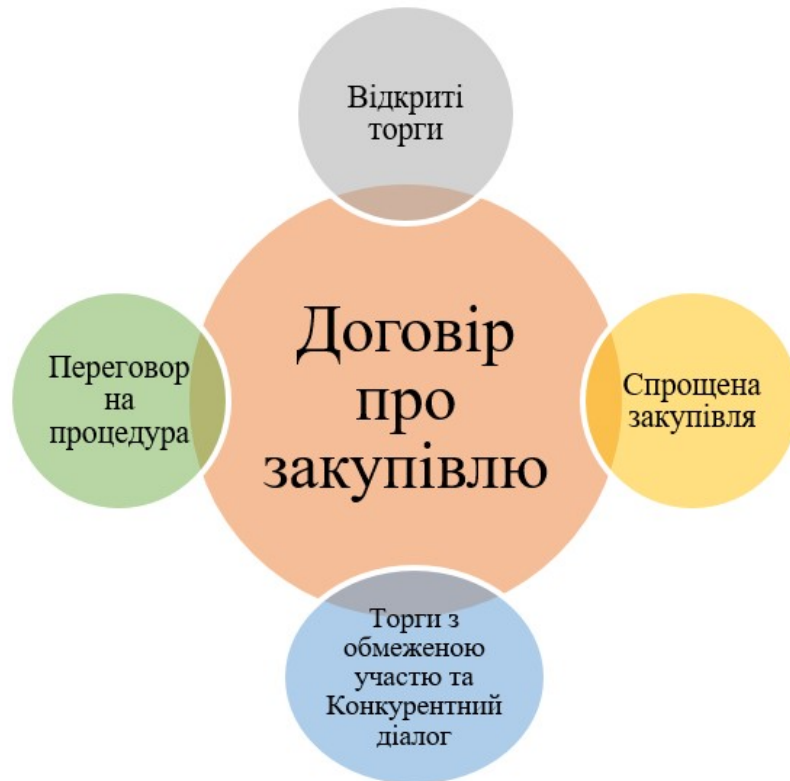 Відкриті
торги
Договір
про
закупівлю
Переговор
на
процедура
Спрощена
закупівля
Торги з
обмеженою
участю та
Конкурентний
діалог